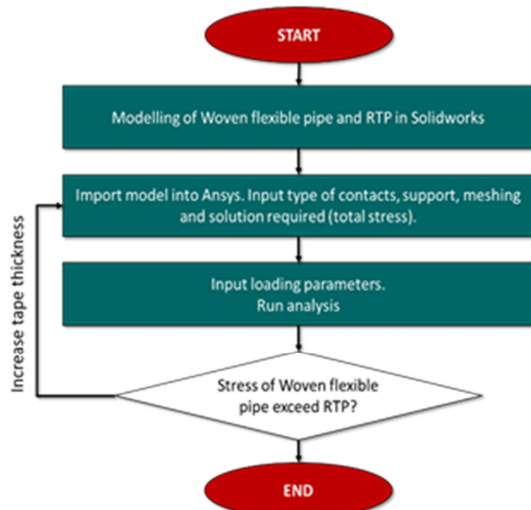 START
Modelling of Woven flexible pipe and RTP in Solidworks
Import model into Ansys. Input type of contacts, support, meshing
and solution required (total stress).
Increase tape thickness
Input loading parameters.
Run analysis
Stress of Woven flexible
pipe exceed RTP?
END